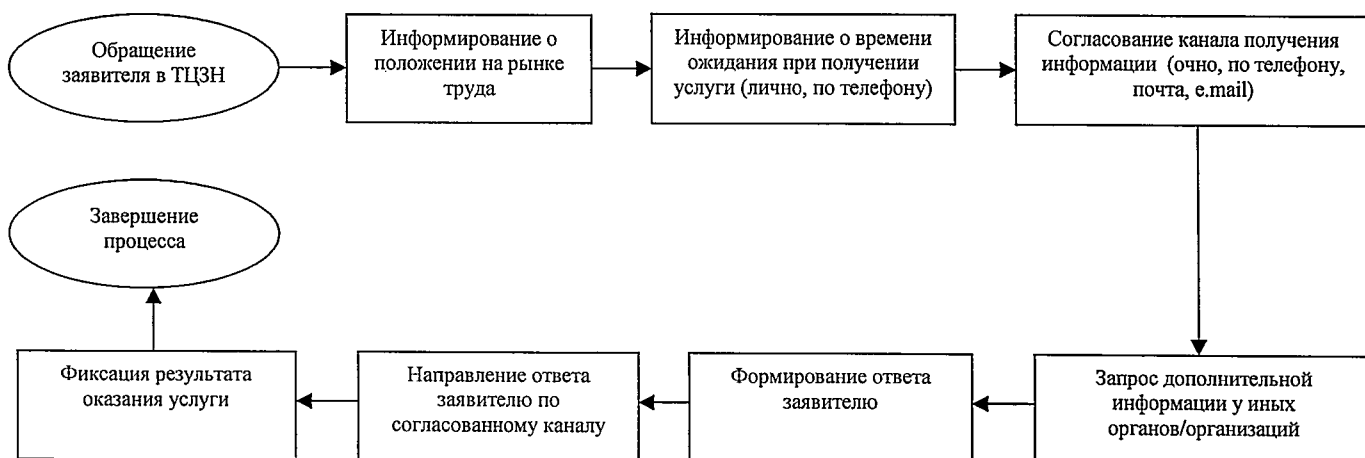 Обращение
заявителя в ТЦЗН
Информирование о
положении на рынке
труда
Информирование о времени
ожидания при получении
услуги (лично, по телефону)
Согласование канала получения
информации (очно, по телефону,
почта, e.mail)
Запрос дополнительной
информации у иных
органов/организаций
Формирование ответа
заявителю
Направление ответа
заявителю по
согласованному каналу
Фиксация результата
оказания услуги
Завершение
процесса